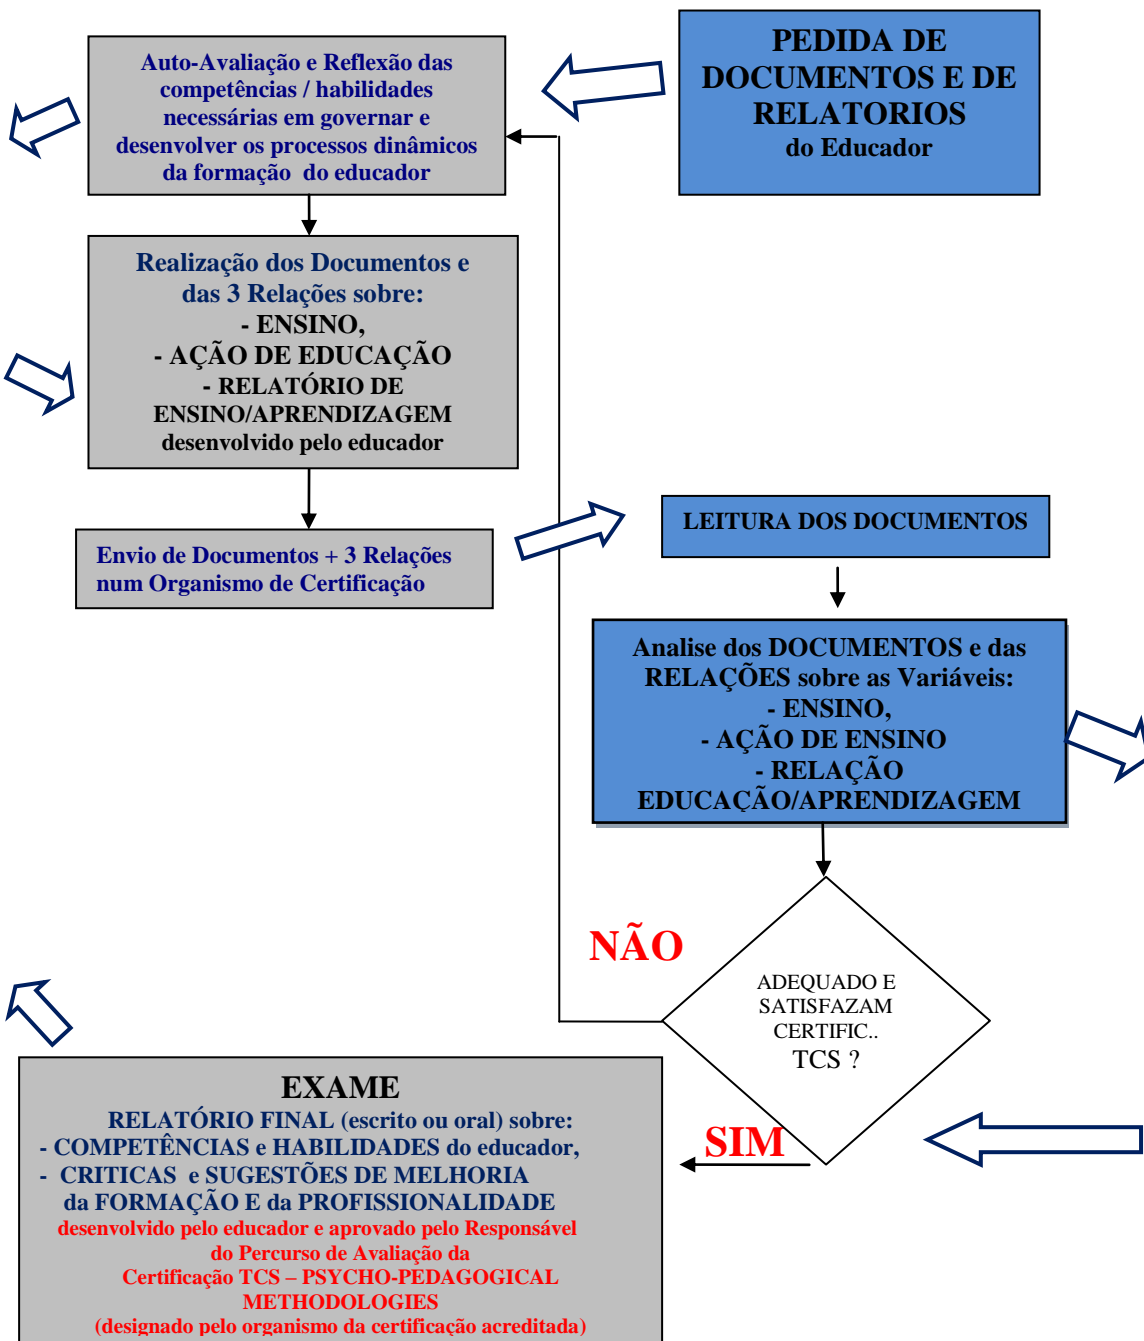 PEDIDA DE
DOCUMENTOS E DE
RELATORIOS
do Educador
Auto-Avaliação e Reflexão das
competências / habilidades
necessárias em governar e
desenvolver os processos dinâmicos
da formação do educador
Realização dos Documentos e
das 3 Relações sobre:
- ENSINO,
- AÇÃO DE EDUCAÇÃO
- RELATÓRIO DE
ENSINO/APRENDIZAGEM
desenvolvido pelo educador
Envio de Documentos + 3 Relações
num Organismo de Certificação
LEITURA DOS DOCUMENTOS
Analise dos DOCUMENTOS e das
RELAÇÕES sobre as Variáveis:
- ENSINO,
- AÇÃO DE ENSINO
- RELAÇÃO
EDUCAÇÃO/APRENDIZAGEM
NÃO
ADEQUADO E
SATISFAZAM
CERTIFIC..
TCS ?
SIM
EXAME
RELATÓRIO FINAL (escrito ou oral) sobre:
- COMPETÊNCIAS e HABILIDADES do educador,
- CRITICAS e SUGESTÕES DE MELHORIA
da FORMAÇÃO E da PROFISSIONALIDADE
desenvolvido pelo educador e aprovado pelo Responsável
do Percurso de Avaliação da
Certificação TCS – PSYCHO-PEDAGOGICAL
METHODOLOGIES
(designado pelo organismo da certificação acreditada)